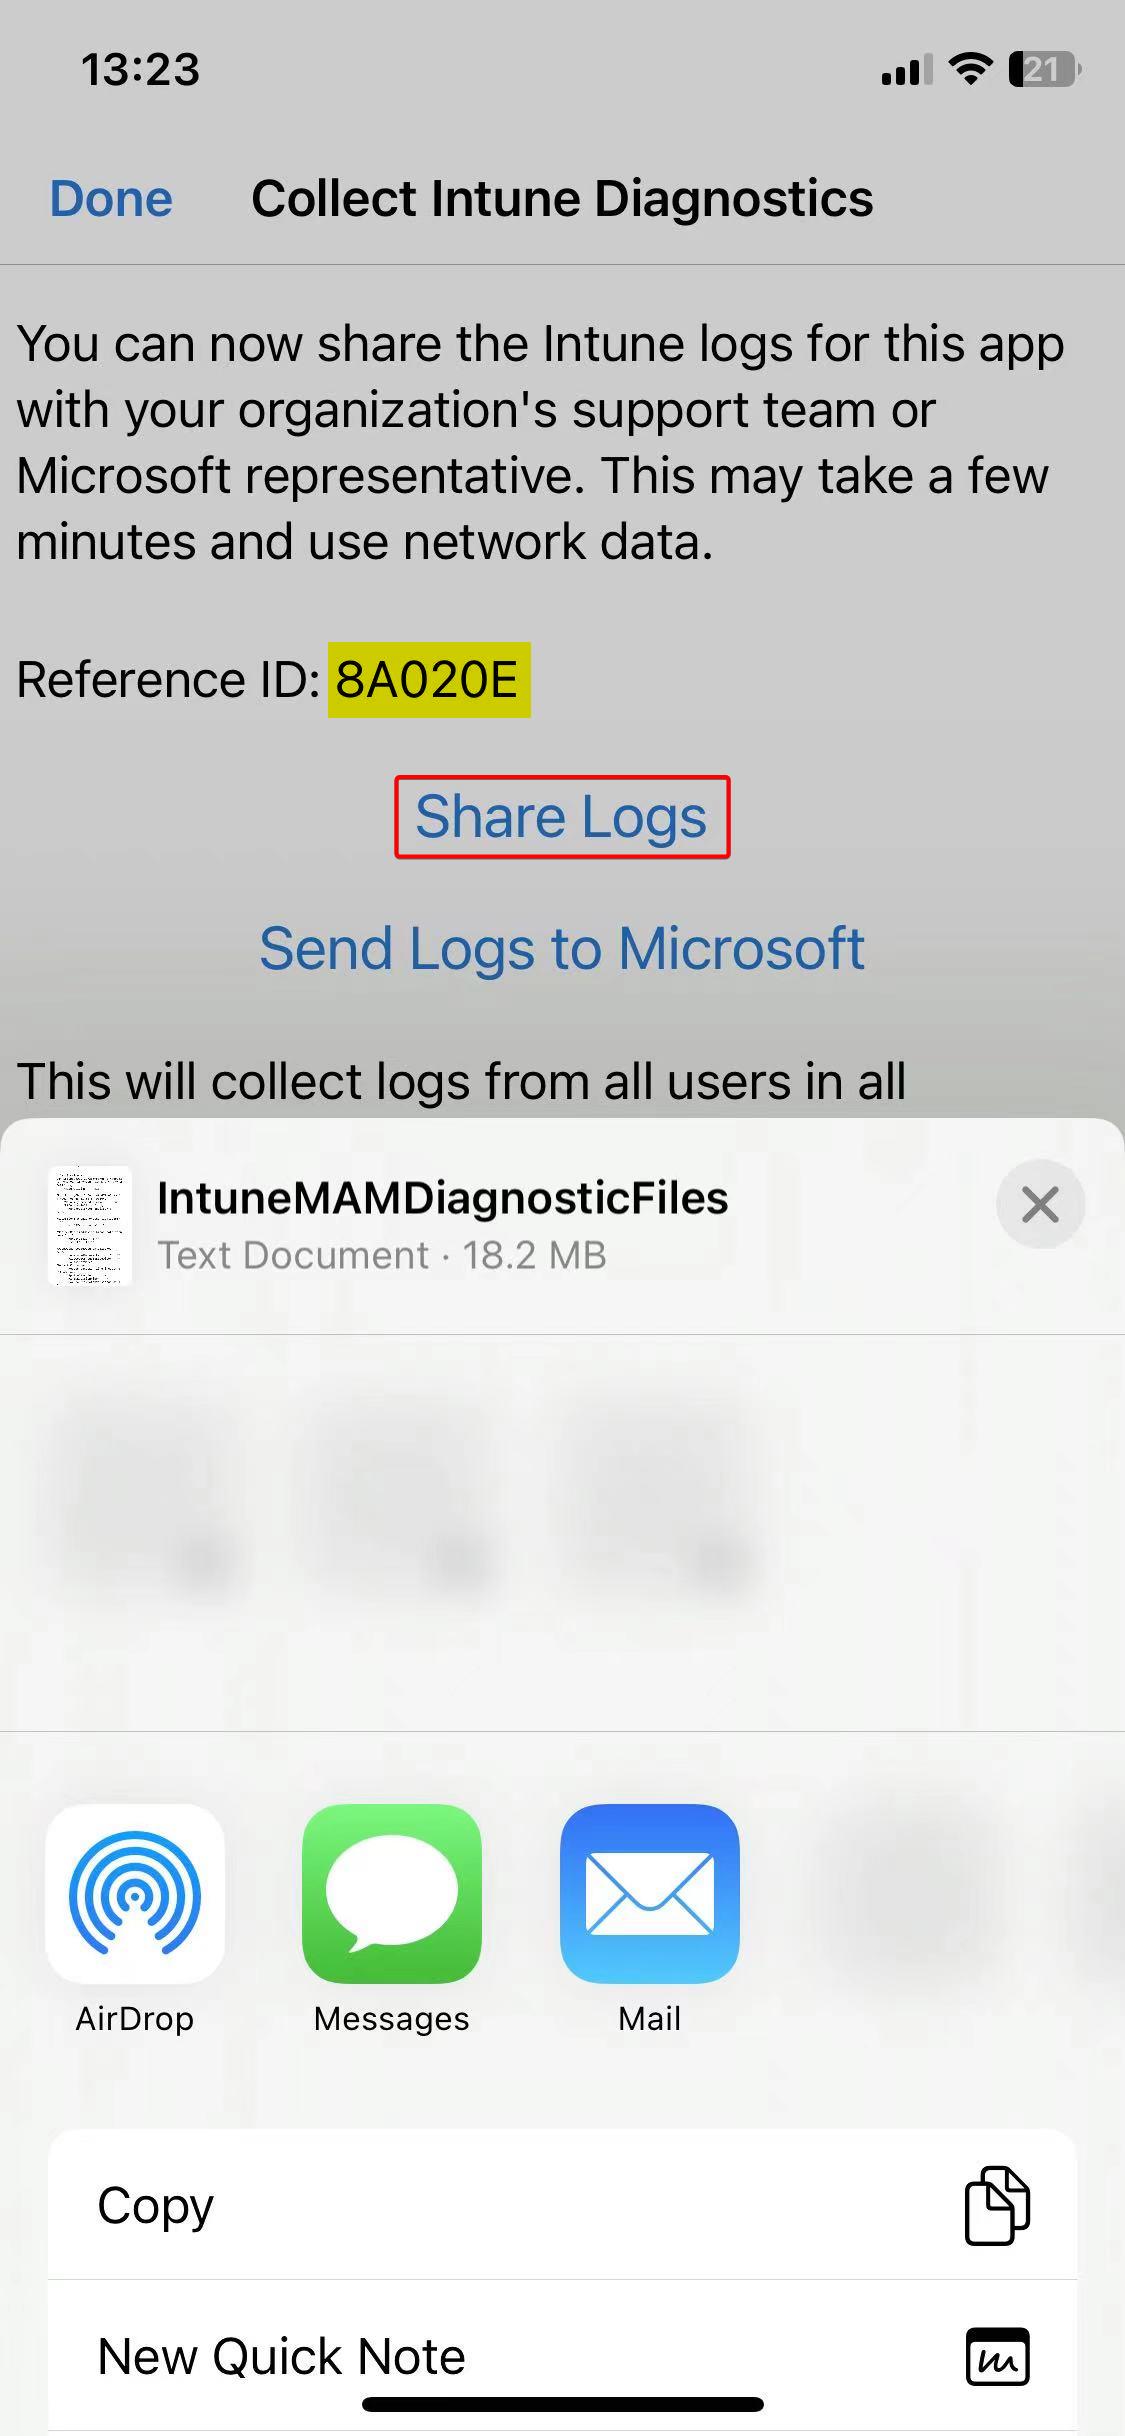 13:23
21
Done
Collect Intune Diagnostics
You can now share the Intune logs for this app
with your organization's support team or
Microsoft representative. This may take a few
minutes and use network data.
Reference ID: 8A020E
Share Logs
Send Logs to Microsoft
This will collect logs from all users in all
IntuneMAMDiagnosticFiles
Text Document · 18.2 MB
AirDrop
Messages
Mail
Copy
New Quick Note